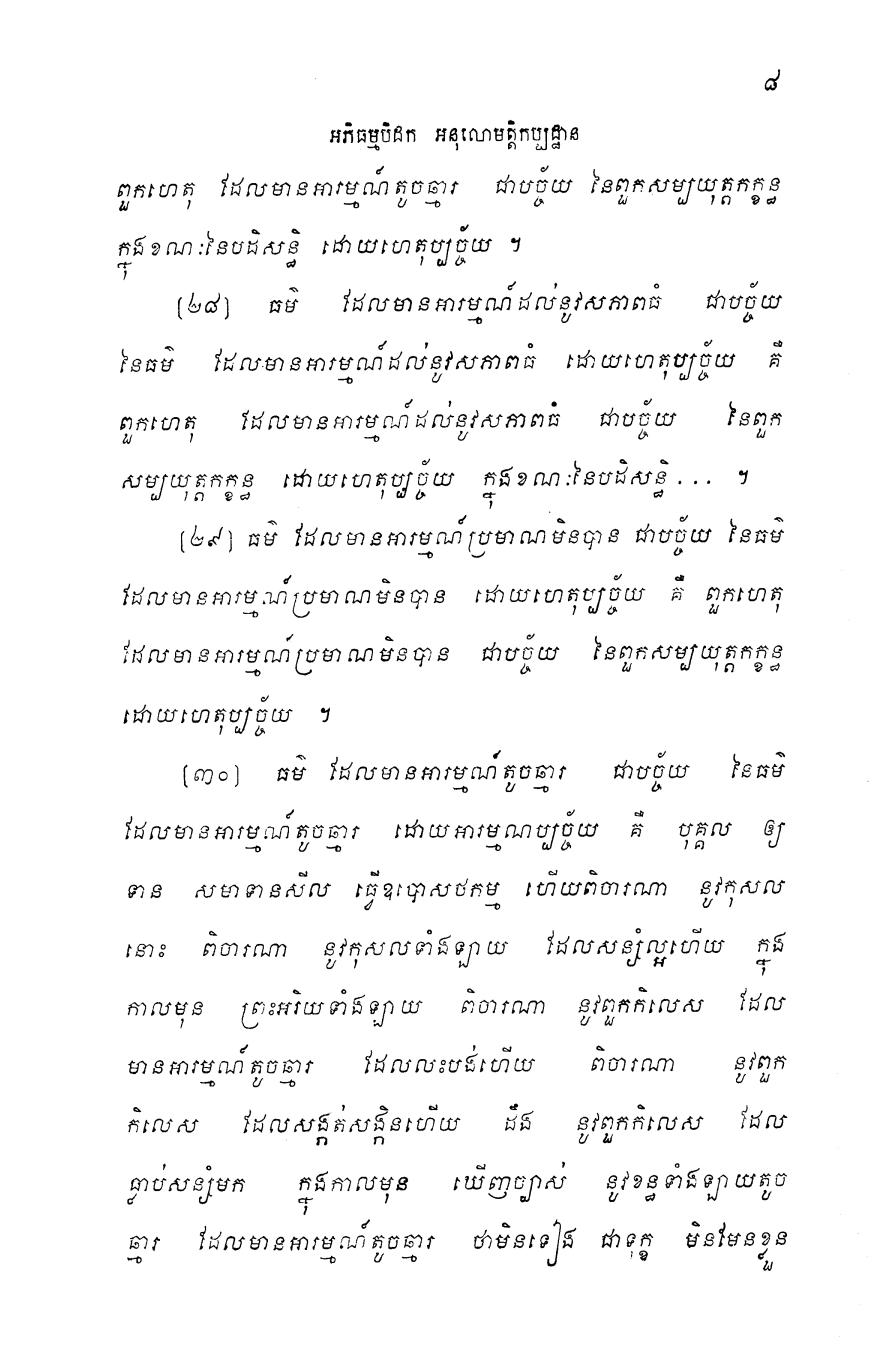 ៨
អភិធម្មបិដក អនុលោមត្តិកប្បដ្ឋាន
ពួកហេតុ ដែលមានអារម្មណ៍តូចឆ្មារ ជាបច្ច័យ នៃពួកសម្បយុត្តកក្ខន្ធ
ក្នុងខណៈនៃបដិសន្ធិ ដោយហេតុប្បច្ច័យ ។
(២៨) ធម៌ ដែលមានអារម្មណ៍ដល់នូវសភាពធំ ជាបច្ច័យ
នៃធម៌ ដែលមានអារម្មណ៍ដល់នូវសភាពធំ ដោយហេតុប្បច្ច័យ គឺ
ពួកហេតុ ដែលមានអារម្មណ៍ដល់នូវសភាពធំ ជាបច្ច័យ នៃពួក
សម្បយុត្តកក្ខន្ធ ដោយហេតុប្បច្ច័យ ក្នុងខណៈនៃបដិសន្ធិ... ។
(២៩) ធម៌ ដែលមានអារម្មណ៍ប្រមាណមិនបាន ជាបច្ច័យ នៃធម៌
ដែលមានអារម្មណ៍ប្រមាណមិនបាន ដោយហេតុប្បច្ច័យ គឺ ពួកហេតុ
ដែលមានអារម្មណ៍ប្រមាណមិនបាន ជាបច្ច័យ នៃពួកសម្បយុត្តកក្ខន្ធ
ដោយហេតុប្បច្ច័យ ។
(៣០) ធម៌ ដែលមានអារម្មណ៍តូចឆ្មារ ជាបច្ច័យ នៃធម៌
ដែលមានអារម្មណ៍តូចឆ្មារ ដោយអារម្មណប្បច្ច័យ គឺ បុគ្គល ឲ្យ
ទាន សមាទានសីល ធ្វើឧបោសថកម្ម ហើយពិចារណា នូវកុសល
នោះ ពិចារណា នូវកុសលទាំងឡាយ ដែលសន្សំល្អហើយ ក្នុង
កាលមុន ព្រះអរិយទាំងឡាយ ពិចារណា នូវពួកកិលេស ដែល
មានអារម្មណ៍តូចឆ្មារ ដែលលះបង់ហើយ ពិចារណា នូវពួក
កិលេស ដែលសង្កត់សង្កិនហើយ ដឹង នូវពួកកិលេស ដែល
ធ្លាប់សន្សំមក ក្នុងកាលមុន ឃើញច្បាស់ នូវខន្ធទាំងឡាយតូច
ឆ្មារ ដែលមានអារម្មណ៍តូចឆ្មារ ថាមិនទៀង ជាទុក្ខ មិនមែនខ្លួន